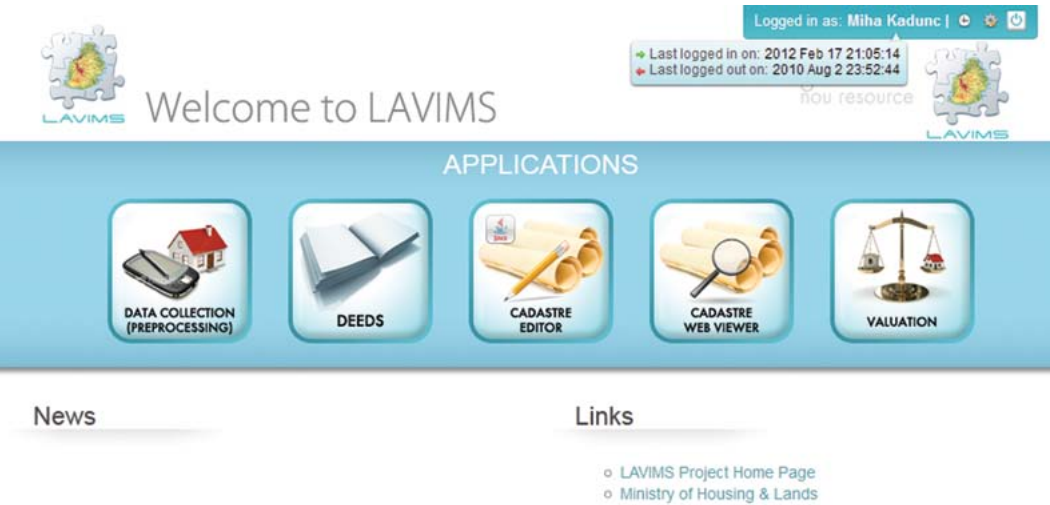 Logged in as: Miha Kadunc |
Last logged in on: 2012 Feb 17 21:05:14
Last logged out on: 2010 Aug 2 23:52:44
nou resource
LAVIMS
Welcome to LAVIMS
LAVIMS
APPLICATIONS
DATA COLLECTION
(PREPROCESSING)
DEEDS
CADASTRE
EDITOR
CADASTRE
WEB VIEWER
VALUATION
News
Links
LAVIMS Project Home Page
Ministry of Housing & Lands